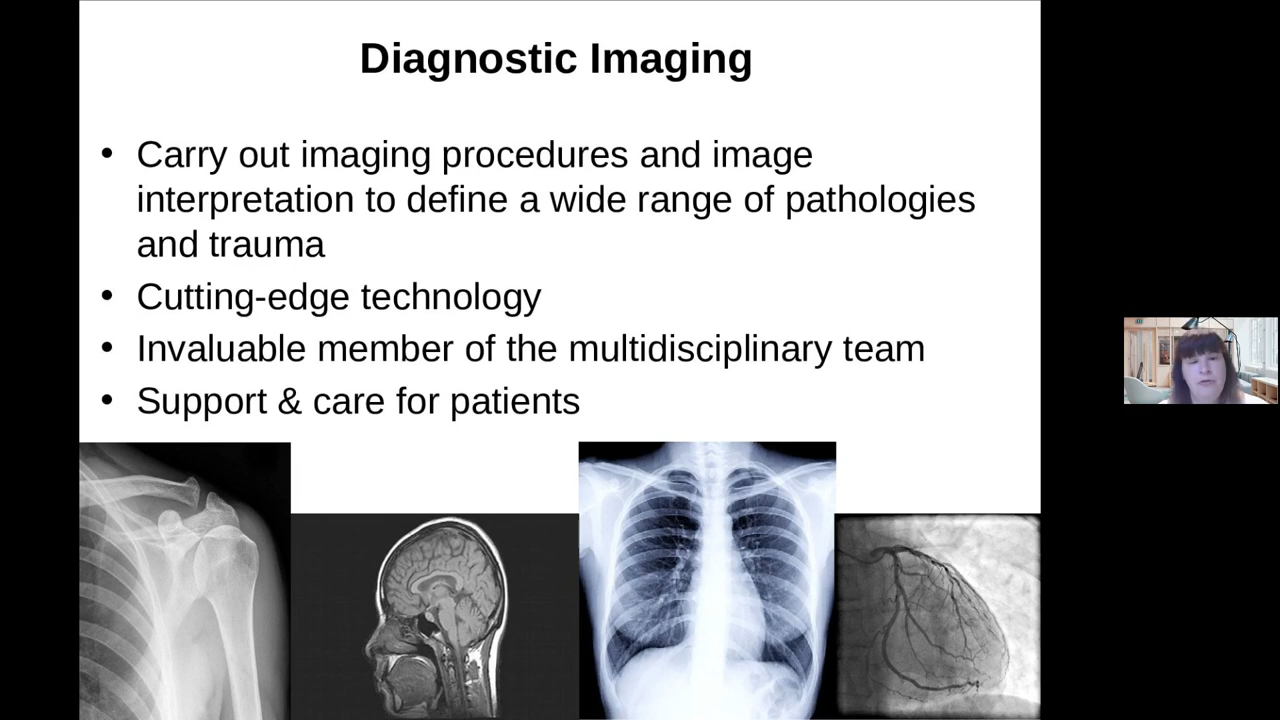 Diagnostic Imaging
• Carry out imaging procedures and image
interpretation to define a wide range of pathologies
and trauma
• Cutting-edge technology
• Invaluable member of the multidisciplinary team
• Support & care for patients